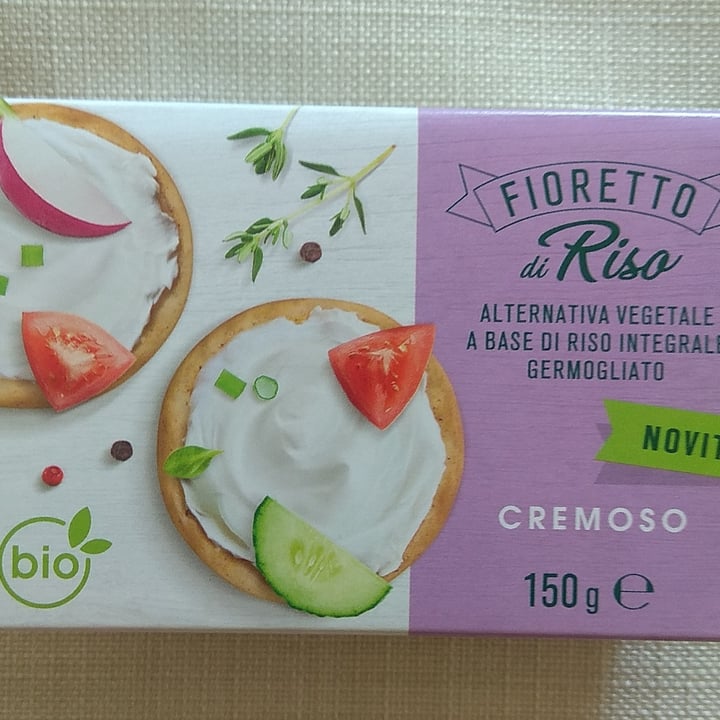 FIORETTO
di Riso
ALTERNATIVA VEGETALE
A BASE DI RISO INTEGRALE
GERMOGLIATO
CREMOSO
150g ℮
bio